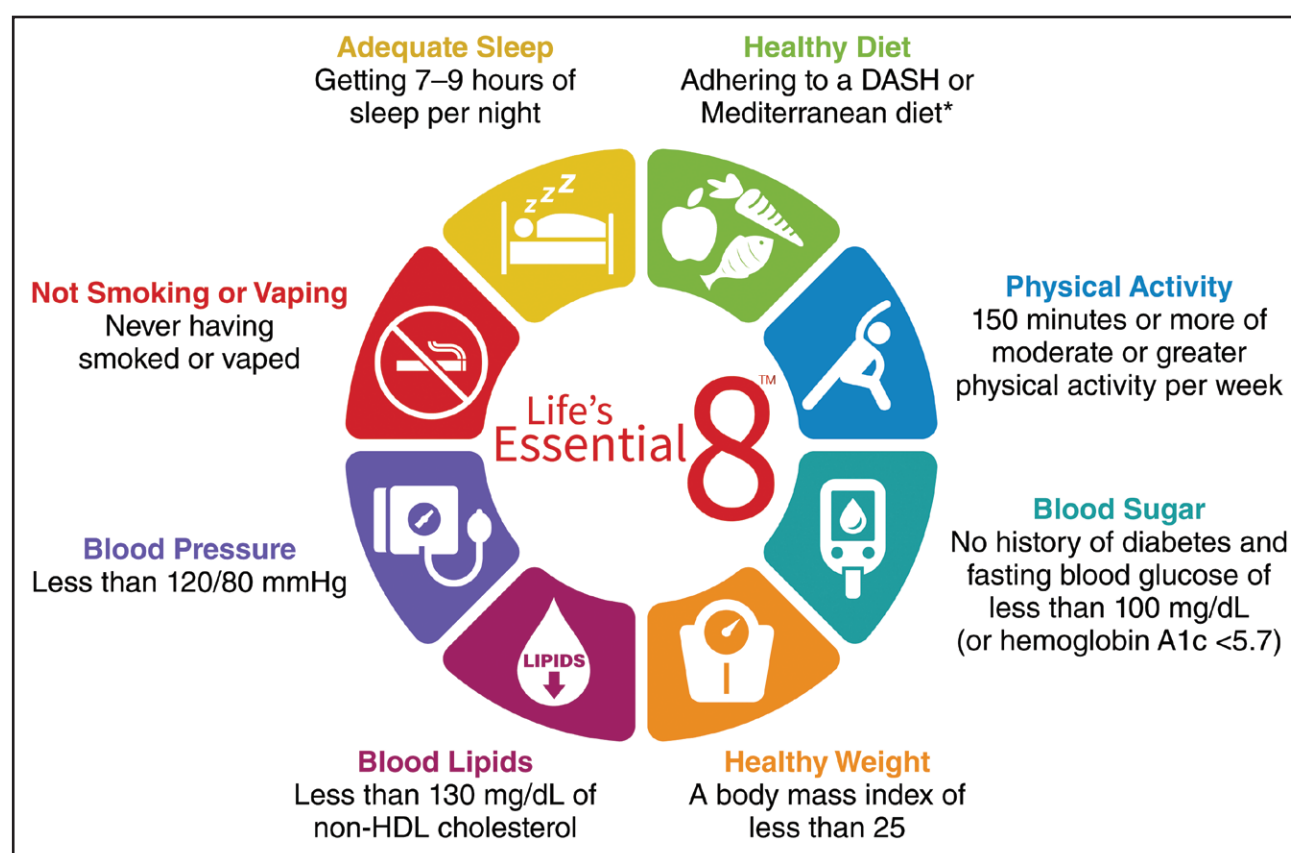 Adequate Sleep
Getting 7–9 hours of
sleep per night
Healthy Diet
Adhering to a DASH or
Mediterranean diet*
z z z z
Not Smoking or Vaping
Never having
smoked or vaped
Physical Activity
150 minutes or more of
moderate or greater
physical activity per week
Life's
Essential 8™
Blood Pressure
Less than 120/80 mmHg
Blood Sugar
No history of diabetes and
fasting blood glucose of
less than 100 mg/dL
(or hemoglobin A1c <5.7)
LIPIDS
Blood Lipids
Less than 130 mg/dL of
non-HDL cholesterol
Healthy Weight
A body mass index of
less than 25